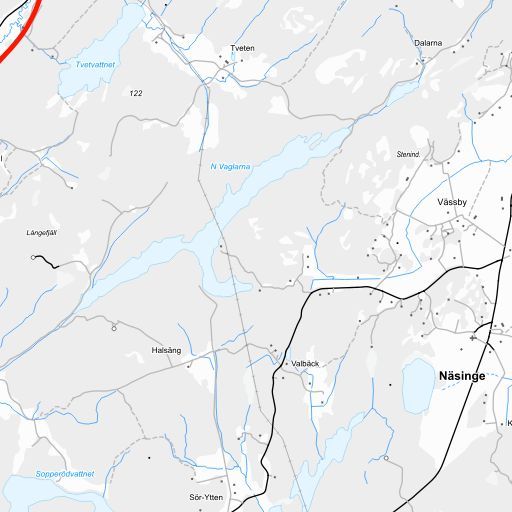 Dalarna
Tveten
Tvetvattnet
122
Stenind.
N Vaglarna
Vässby
Långefjäll
Halsäng
Valbäck
Näsinge
Sopperödvattnet
Sör-Ytten